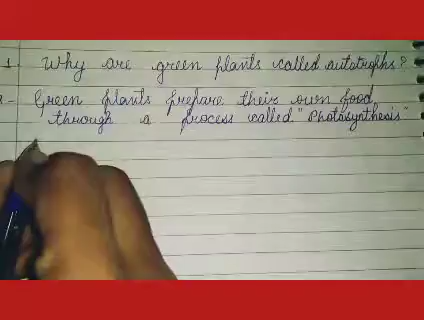 1. Why are green plants called autotrophs?
Green plants prepare their own food
through a process called "Photosynthesis"